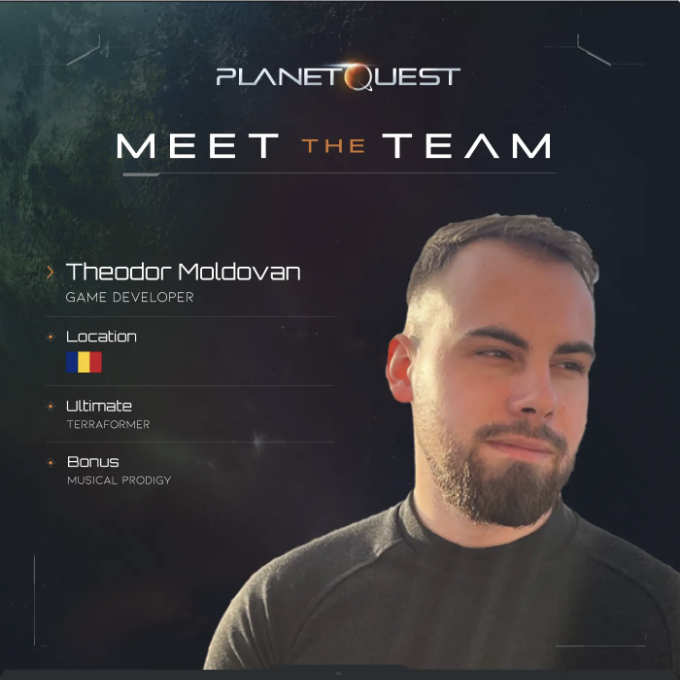 PLANETQUEST
MEET THE TEAM
Theodor Moldovan
GAME DEVELOPER
Location
Ultimate
TERRAFORMER
Bonus
MUSICAL PRODIGY